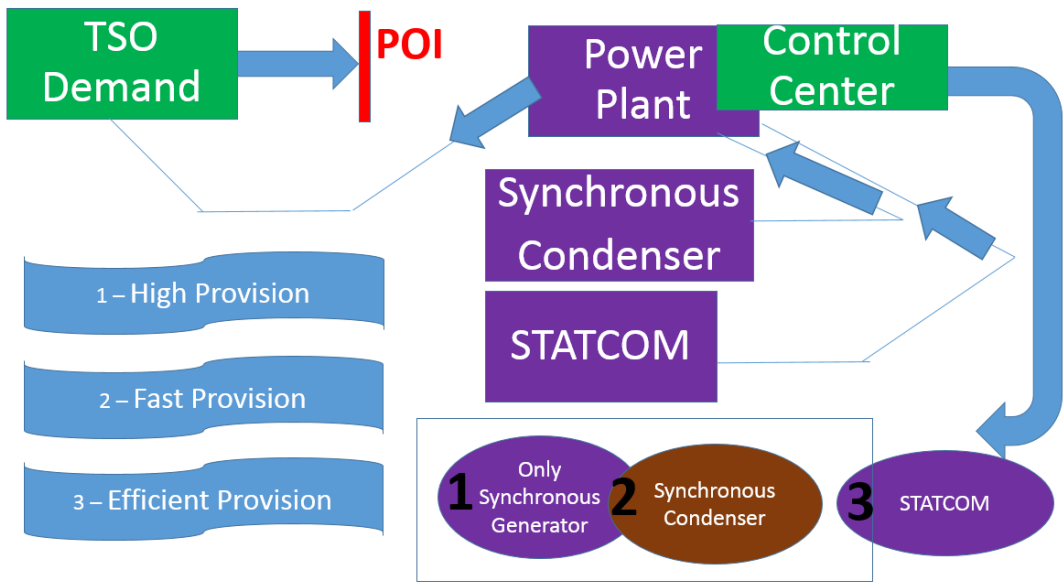 TSO
Demand
POI
Power
Plant
Control
Center
Synchronous
Condenser
STATCOM
1 – High Provision
2 – Fast Provision
3 – Efficient Provision
1
Only
Synchronous
Generator
2
Synchronous
Condenser
3
STATCOM